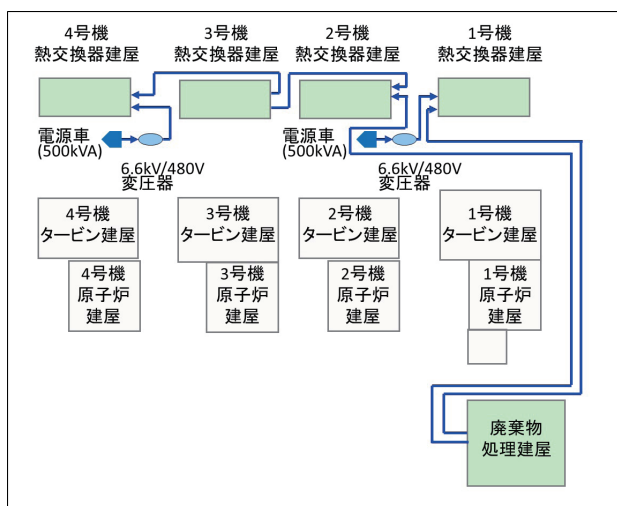 4号機
熱交換器建屋
3号機
熱交換器建屋
2号機
熱交換器建屋
1号機
熱交換器建屋
電源車
(500kVA)
6.6kV/480V
変圧器
電源車
(500kVA)
6.6kV/480V
変圧器
4号機
タービン建屋
3号機
タービン建屋
2号機
タービン建屋
1号機
タービン建屋
4号機
原子炉
建屋
3号機
原子炉
建屋
2号機
原子炉
建屋
1号機
原子炉
建屋
廃棄物
処理建屋